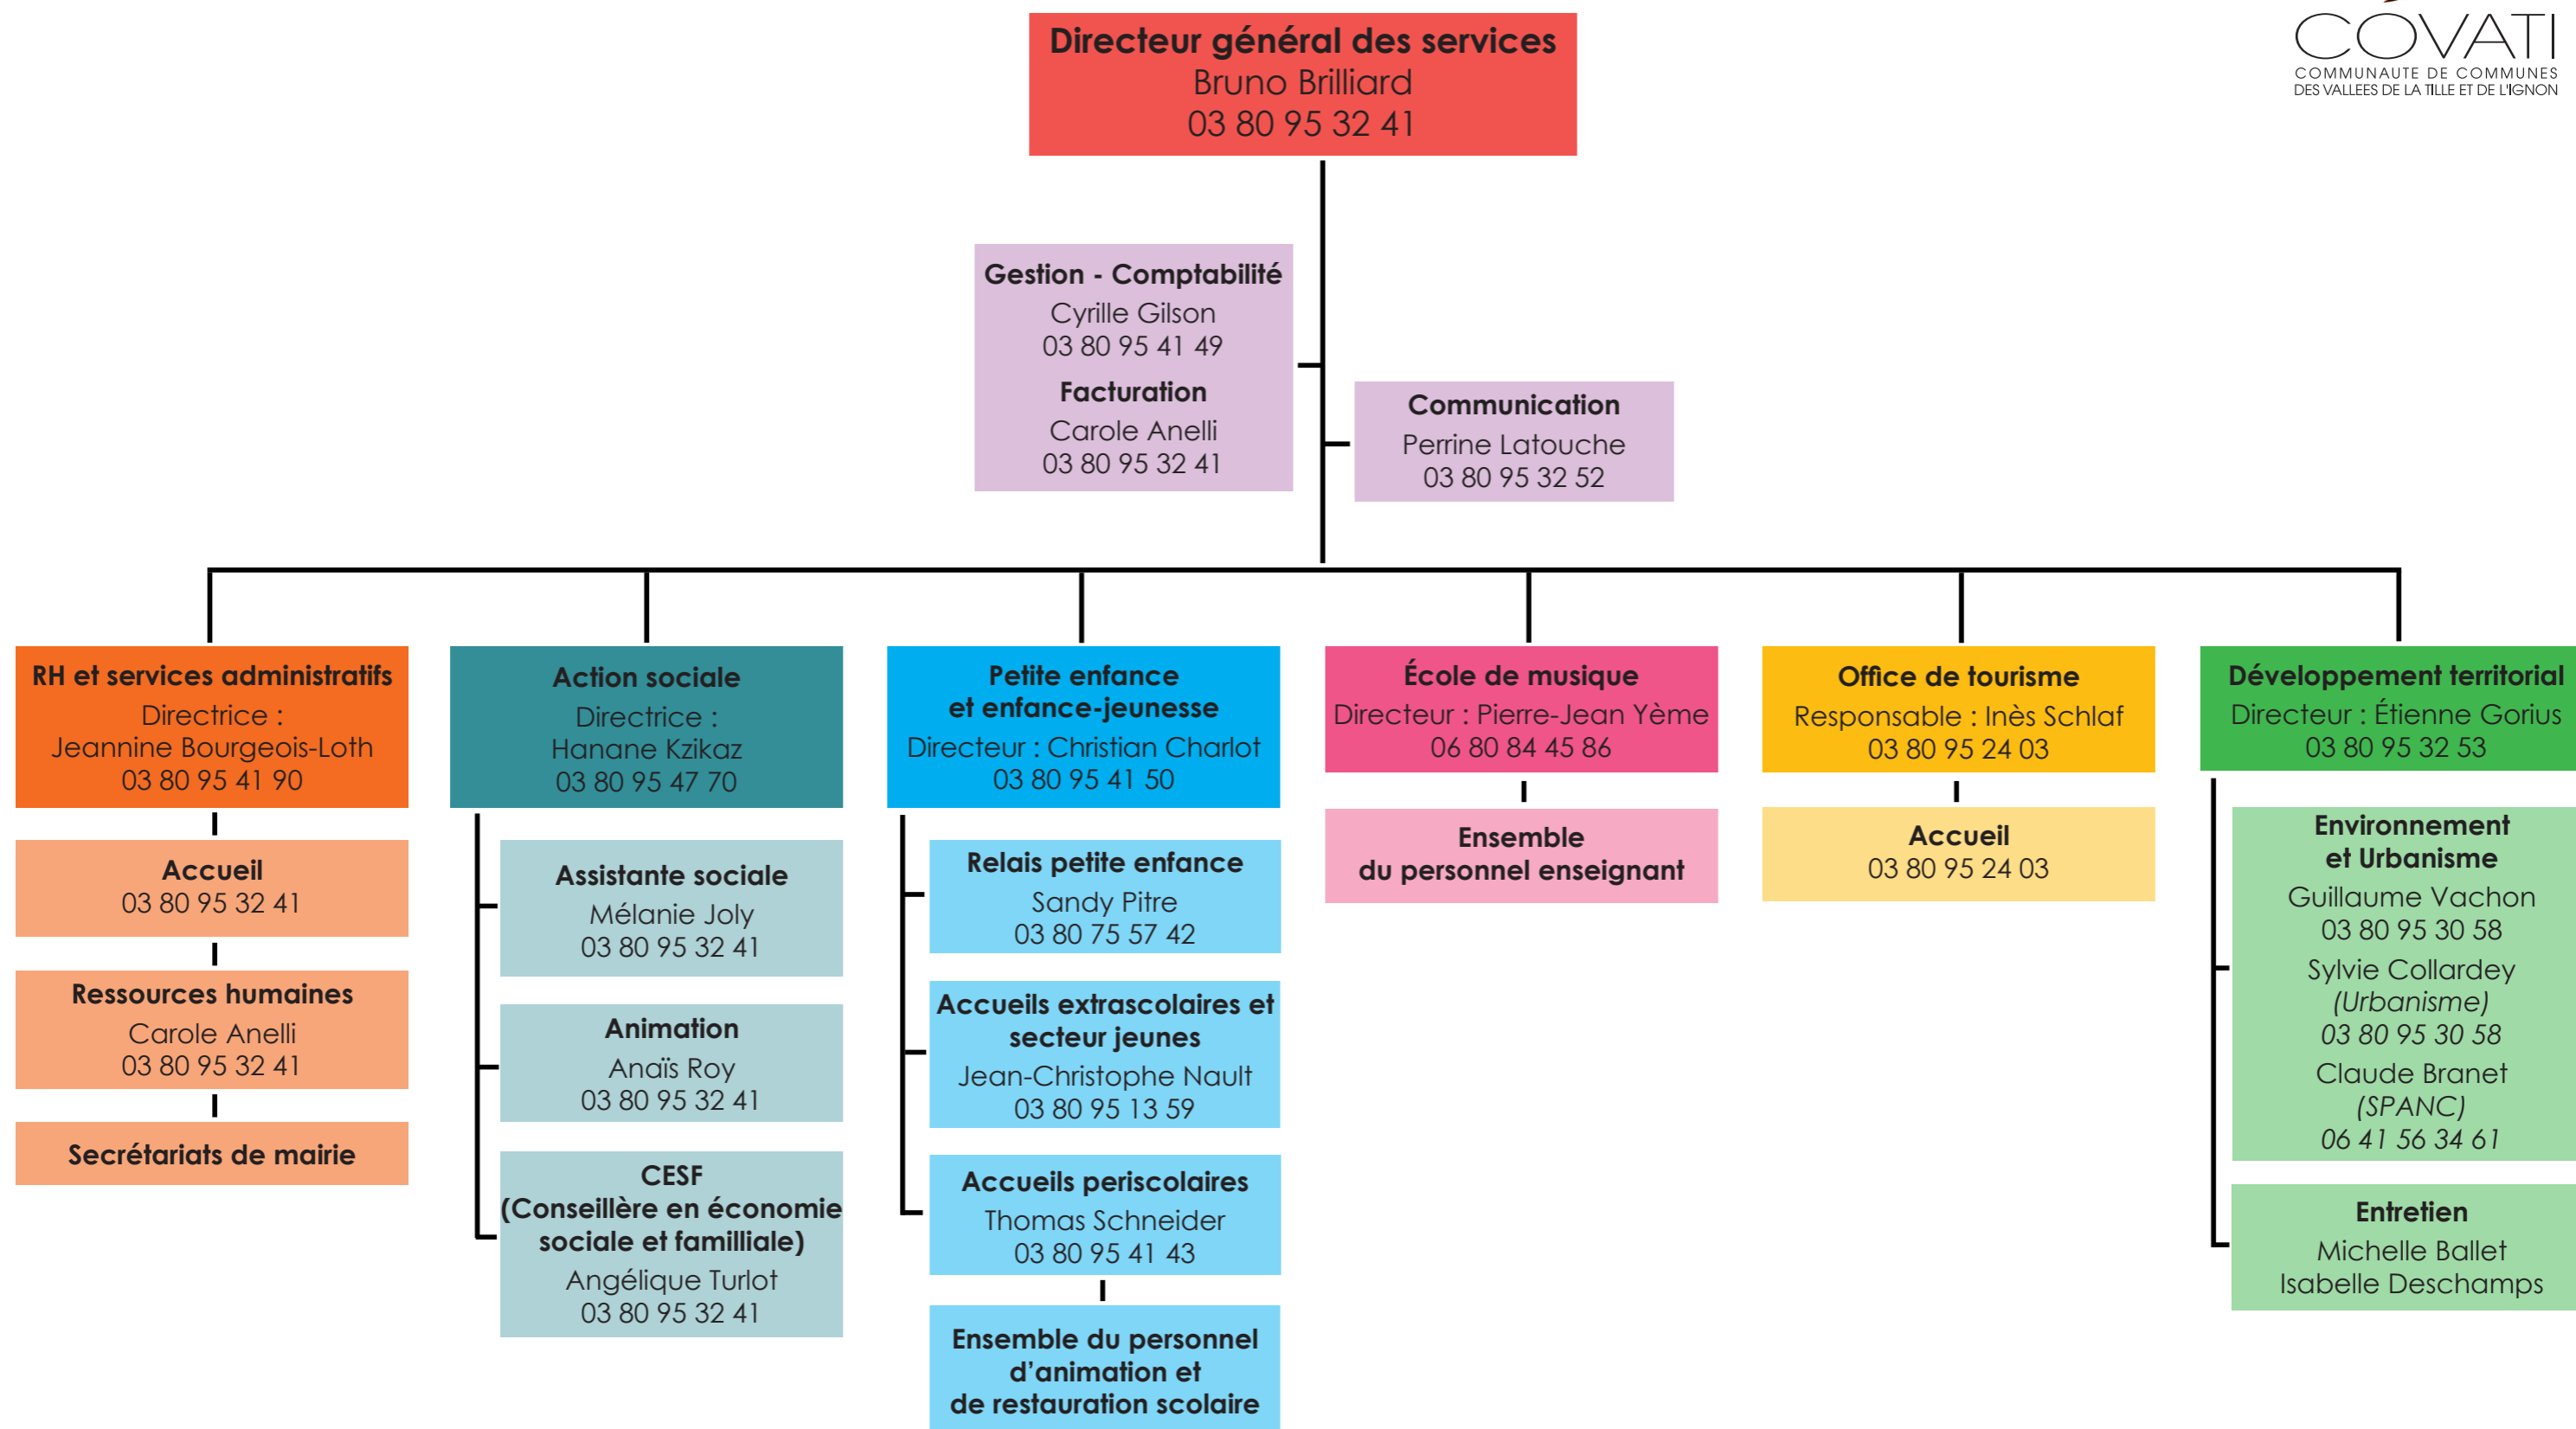 COVATI
COMMUNAUTE DE COMMUNES
DES VALLEES DE LA TILLE ET DE L'IGNON
Directeur général des services
Bruno Brilliard
03 80 95 32 41
Gestion - Comptabilité
Cyrille Gilson
03 80 95 41 49
Facturation
Carole Anelli
03 80 95 32 41
Communication
Perrine Latouche
03 80 95 32 52
RH et services administratifs
Directrice :
Jeannine Bourgeois-Loth
03 80 95 41 90
Accueil
03 80 95 32 41
Ressources humaines
Carole Anelli
03 80 95 32 41
Secrétariats de mairie
Action sociale
Directrice :
Hanane Kzikaz
03 80 95 47 70
Assistante sociale
Mélanie Joly
03 80 95 32 41
Animation
Anaïs Roy
03 80 95 32 41
CESF
(Conseillère en économie
sociale et familliale)
Angélique Turlot
03 80 95 32 41
Petite enfance
et enfance-jeunesse
Directeur : Christian Charlot
03 80 95 41 50
Relais petite enfance
Sandy Pitre
03 80 75 57 42
Accueils extrascolaires et
secteur jeunes
Jean-Christophe Nault
03 80 95 13 59
Accueils periscolaires
Thomas Schneider
03 80 95 41 43
Ensemble du personnel
d'animation et
de restauration scolaire
École de musique
Directeur : Pierre-Jean Yème
06 80 84 45 86
Ensemble
du personnel enseignant
Office de tourisme
Responsable : Inès Schlaf
03 80 95 24 03
Accueil
03 80 95 24 03
Développement territorial
Directeur : Étienne Gorius
03 80 95 32 53
Environnement
et Urbanisme
Guillaume Vachon
03 80 95 30 58
Sylvie Collardey
(Urbanisme)
03 80 95 30 58
Claude Branet
(SPANC)
06 41 56 34 61
Entretien
Michelle Ballet
Isabelle Deschamps